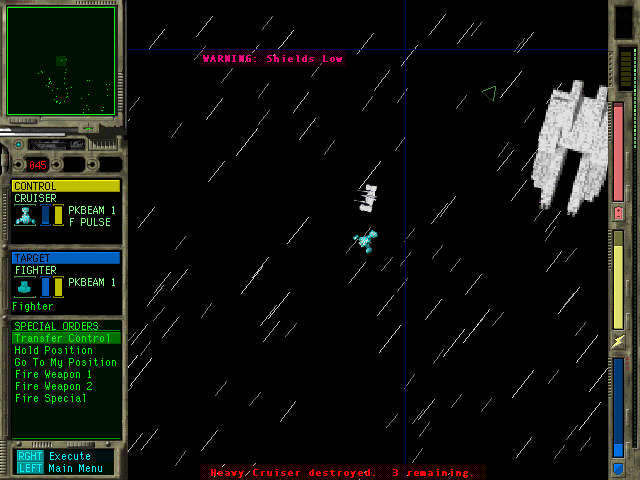 WARNING: Shields Low
045
CONTROL
CRUISER
PKBEAM 1
F PULSE
TARGET
FIGHTER
PKBEAM 1
Fighter
SPECIAL ORDERS
Transfer Control
Hold Position
Go To My Position
Fire Weapon 1
Fire Weapon 2
Fire Special
RGHT Execute
LEFT Main Menu
Heavy Cruiser destroyed. 3 remaining.